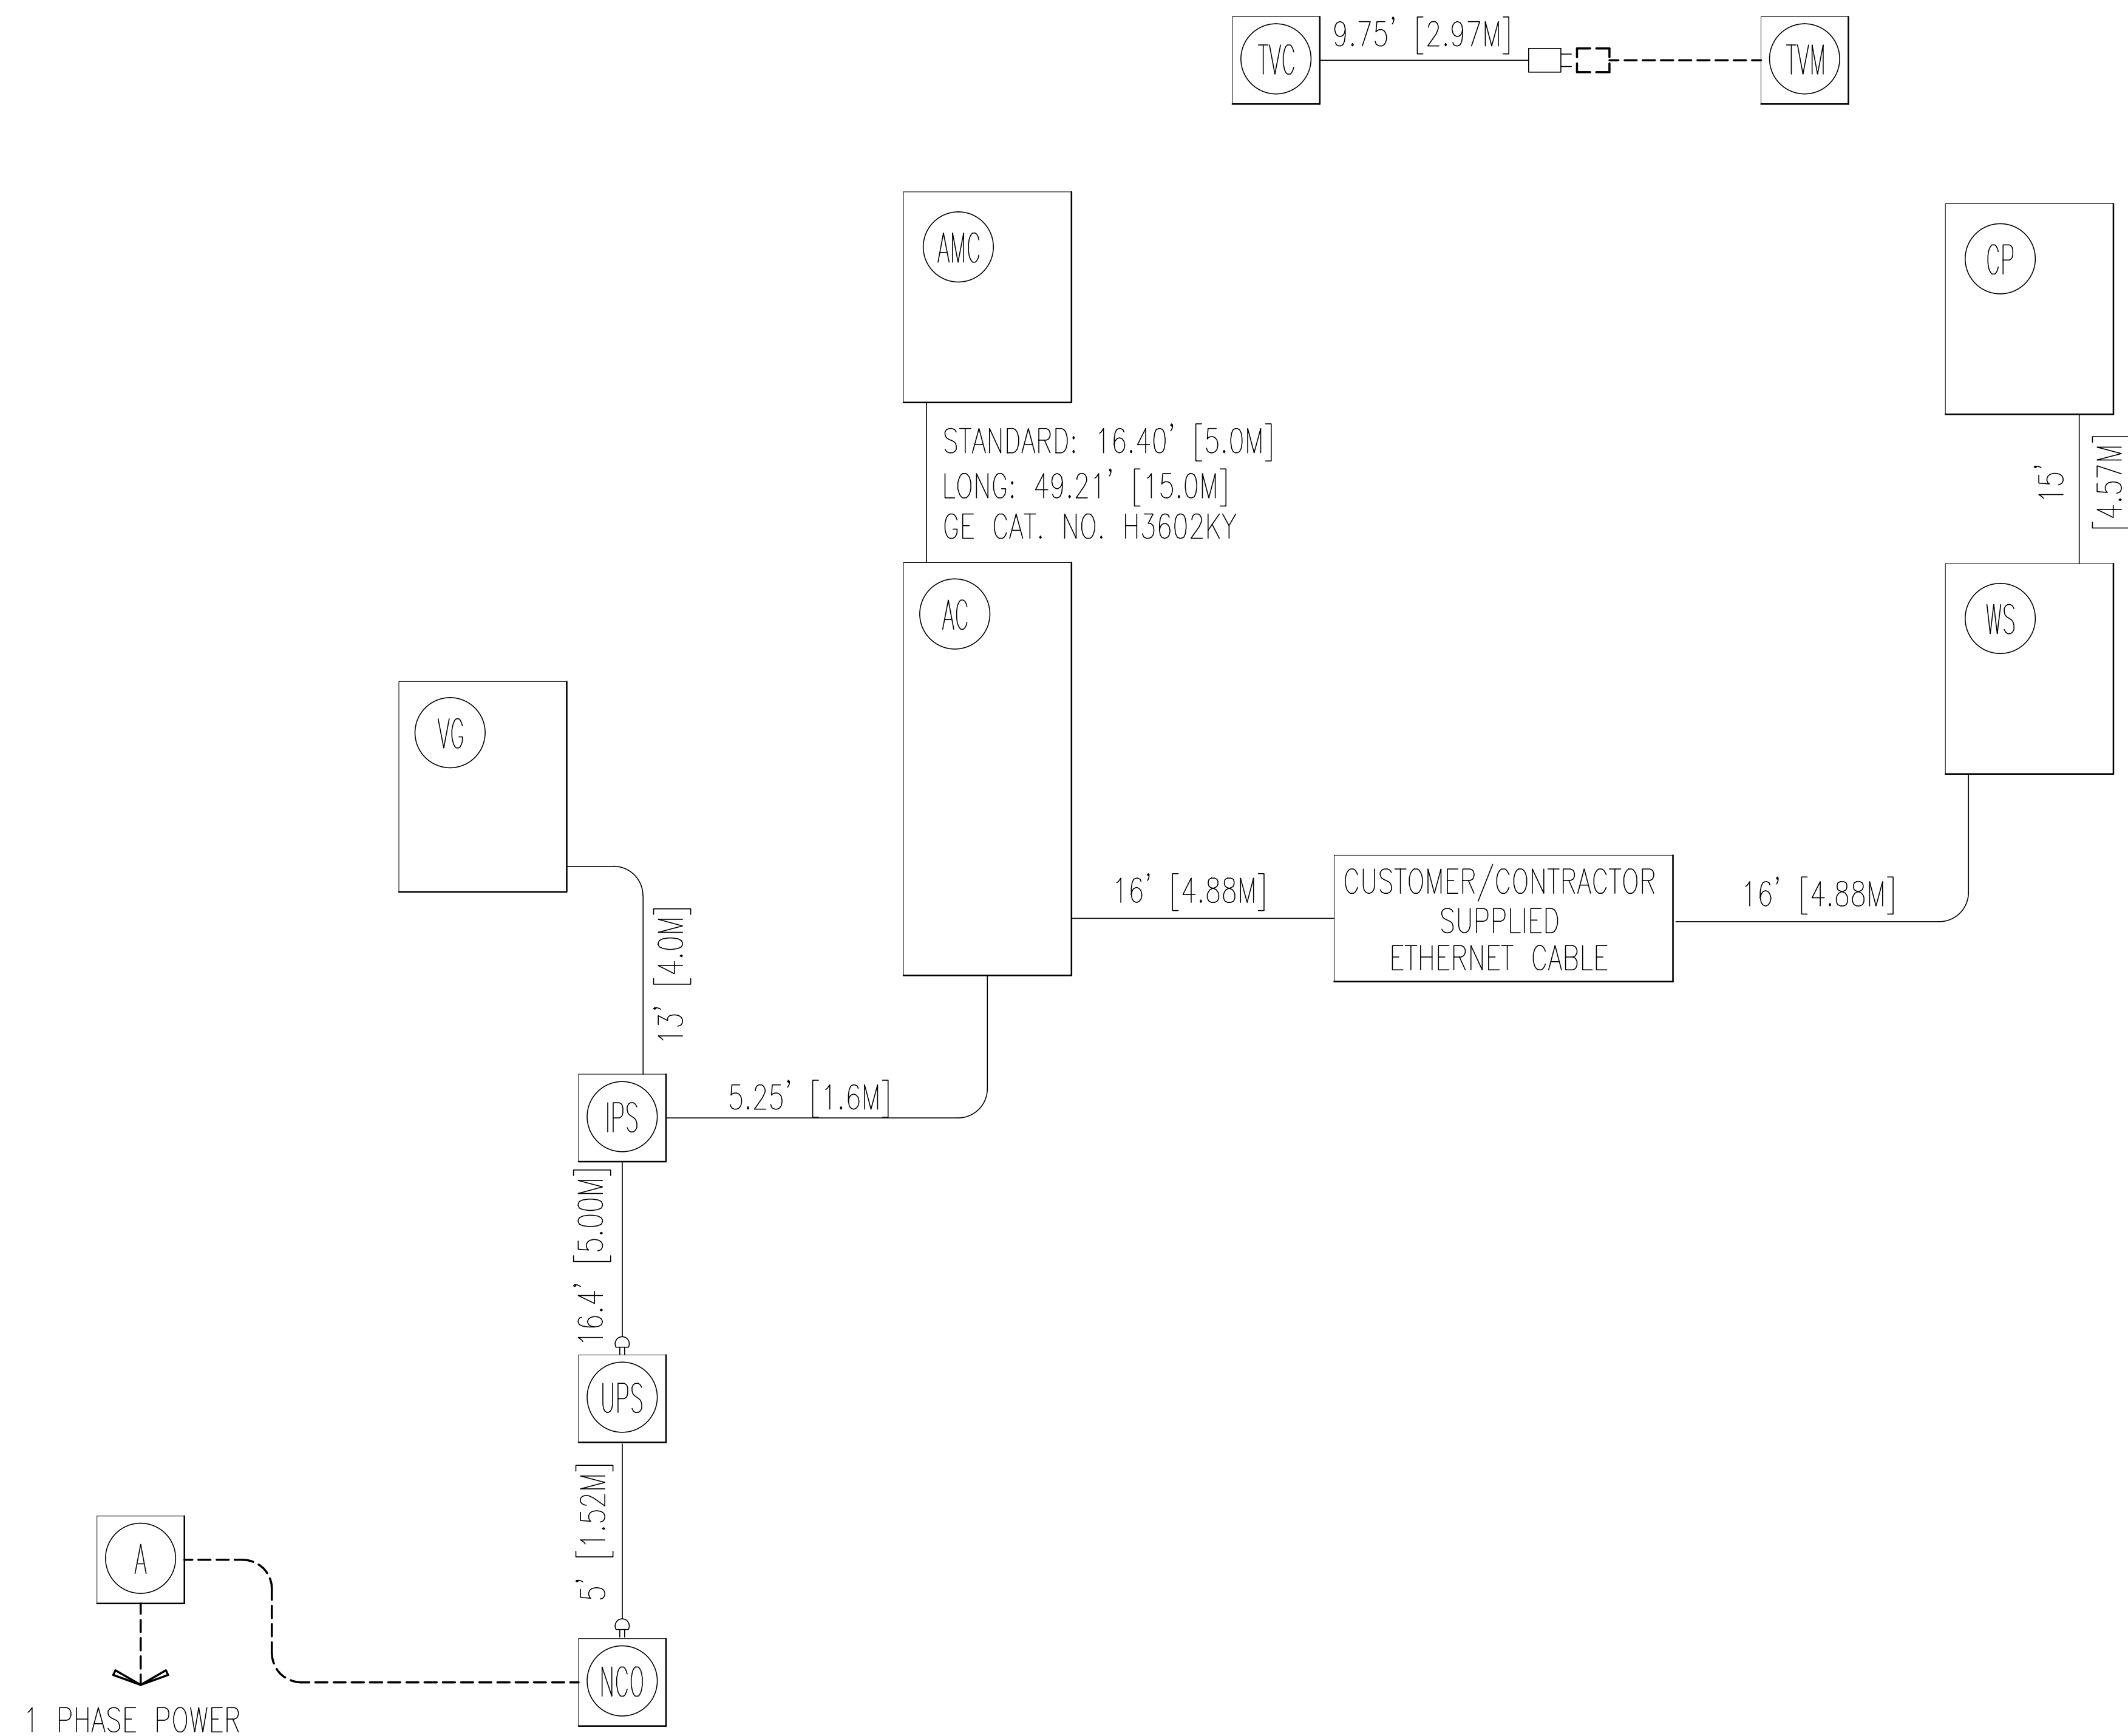 9.75' [2.97M]
TVC
TVM
AMC
CP
STANDARD: 16.40' [5.0M]
LONG: 49.21' [15.0M]
GE CAT. NO. H3602KY
15'
[4.57M]
AC
WS
VG
16' [4.88M]
CUSTOMER/CONTRACTOR
SUPPLIED
ETHERNET CABLE
16' [4.88M]
13' [4.0M]
5.25' [1.6M]
IPS
16.4' [5.00M]
UPS
5' [1.52M]
A
NCO
1 PHASE POWER